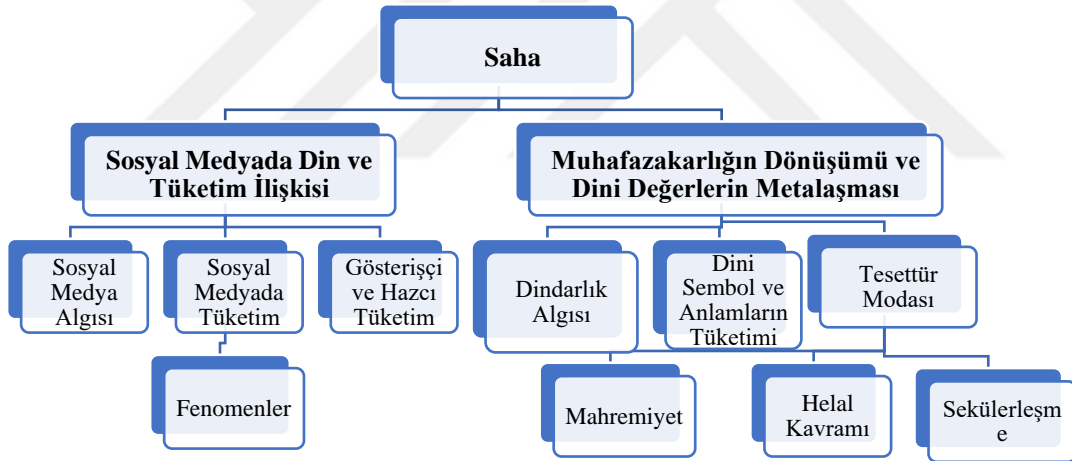 Saha
Sosyal Medyada Din ve
Tüketim İlişkisi
Muhafazakarlığın Dönüşümü ve
Dini Değerlerin Metalaşması
Sosyal
Medya
Algısı
Sosyal
Medyada
Tüketim
Gösterişçi
ve Hazcı
Tüketim
Dindarlık
Algısı
Dini
Sembol ve
Anlamların
Tüketimi
Tesettür
Modası
Fenomenler
Mahremiyet
Helal
Kavramı
Sekülerleşm
e